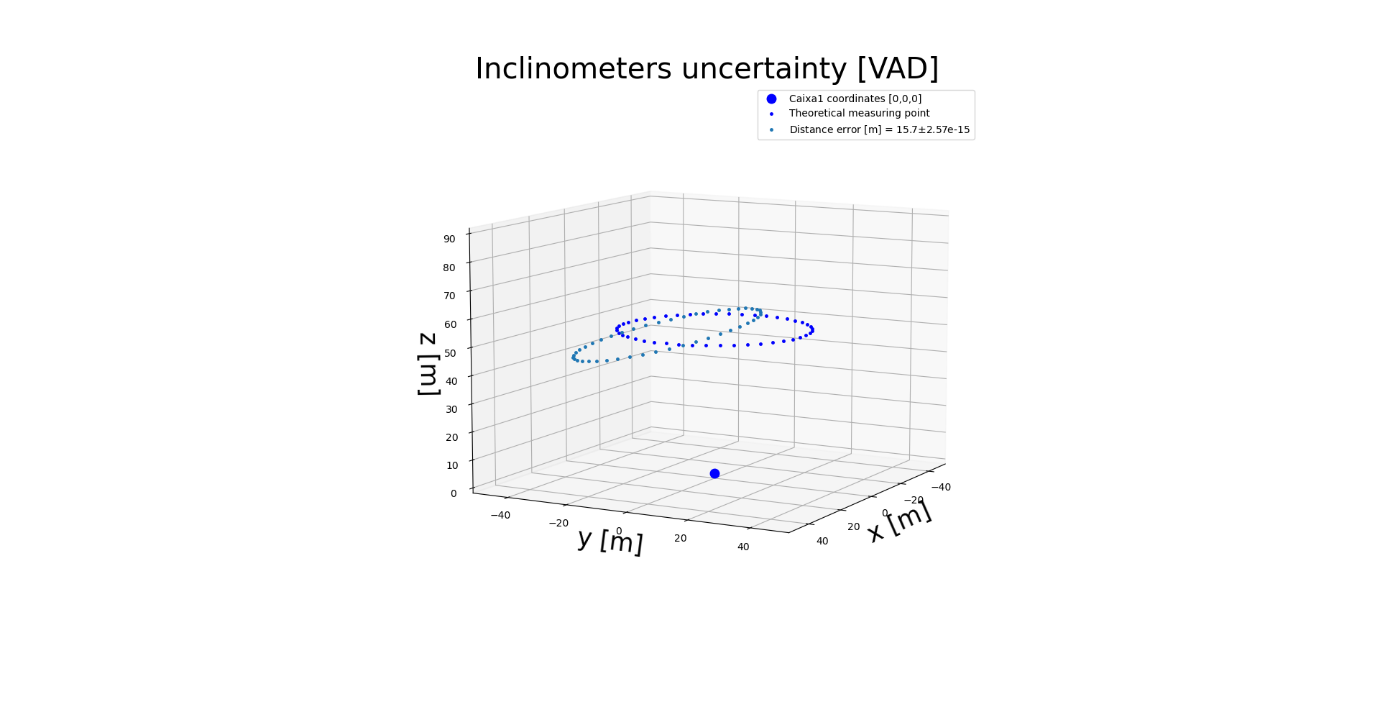 Inclinometers uncertainty [VAD]
Caixa1 coordinates [0,0,0]
Theoretical measuring point
Distance error [m] = 15.7±2.57e-15
90
80
70
60
50
40
30
20
10
0
z [m]
−40
−20
0
20
40
y [m]
40
20
0
−20
−40
x [m]